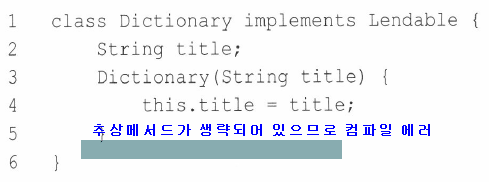 1 class Dictionary implements Lendable {
2 String title;
3 Dictionary(String title) {
4 this.title = title;
5 추상메서드가 생략되어 있으므로 컴파일 에러
6 }